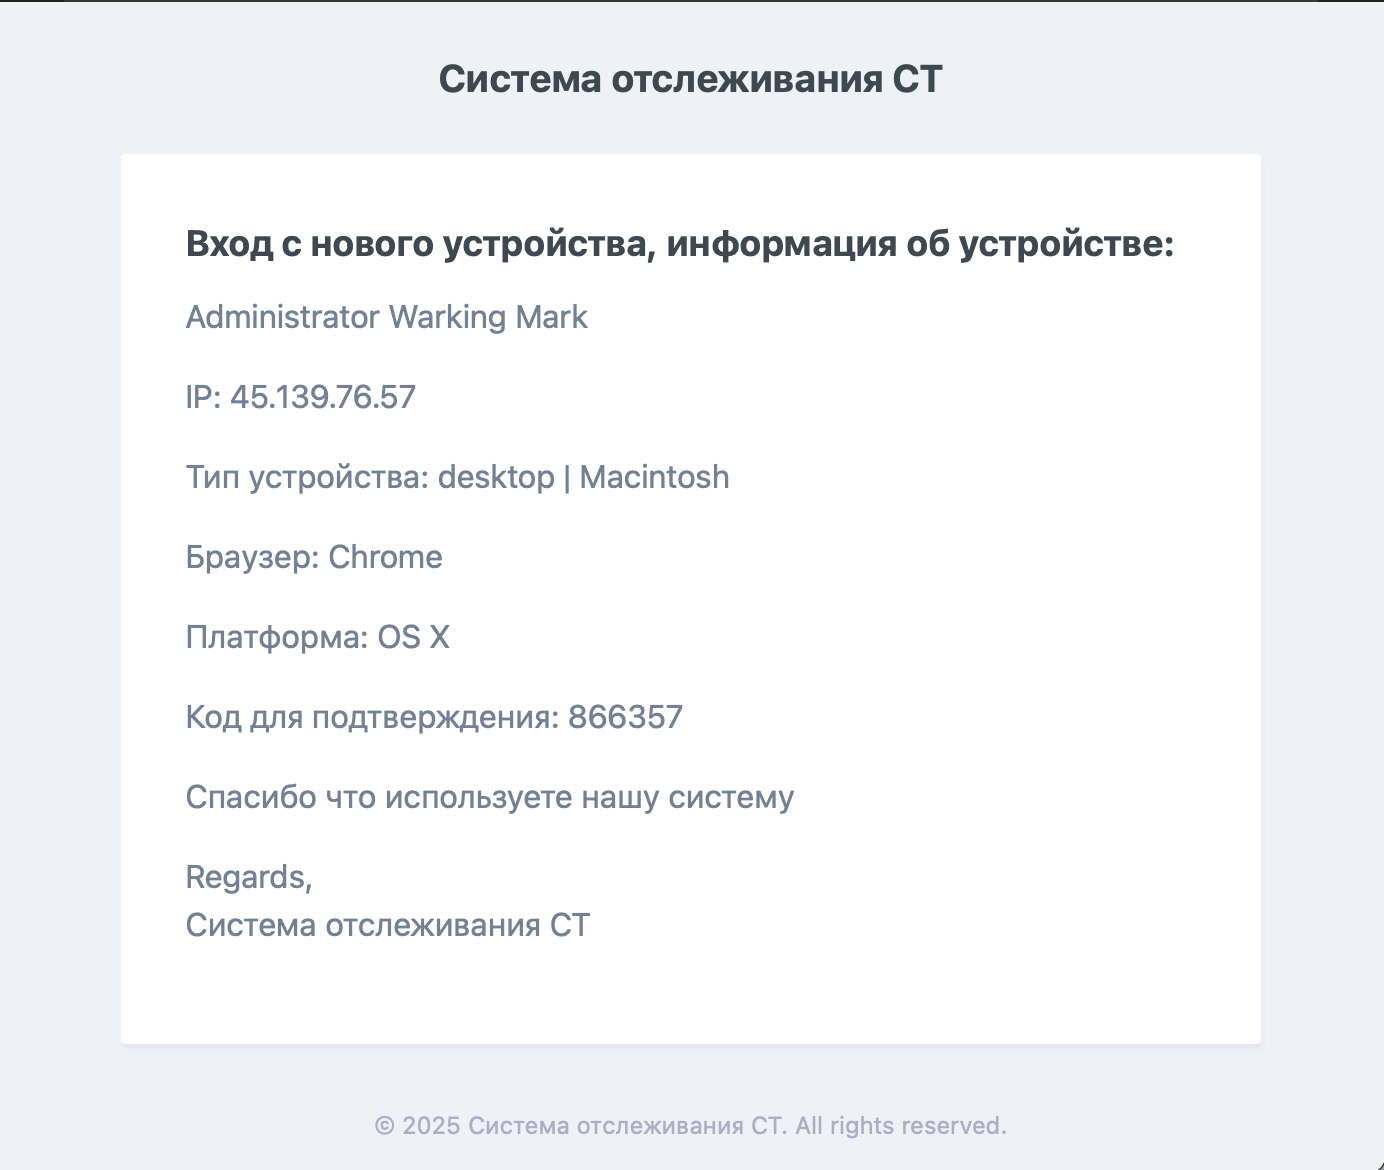 Система отслеживания СТ
Вход с нового устройства, информация об устройстве:
Administrator Warking Mark
IP: 45.139.76.57
Тип устройства: desktop | Macintosh
Браузер: Chrome
Платформа: OS X
Код для подтверждения: 866357
Спасибо что используете нашу систему
Regards,
Система отслеживания СТ
© 2025 Система отслеживания СТ. All rights reserved.